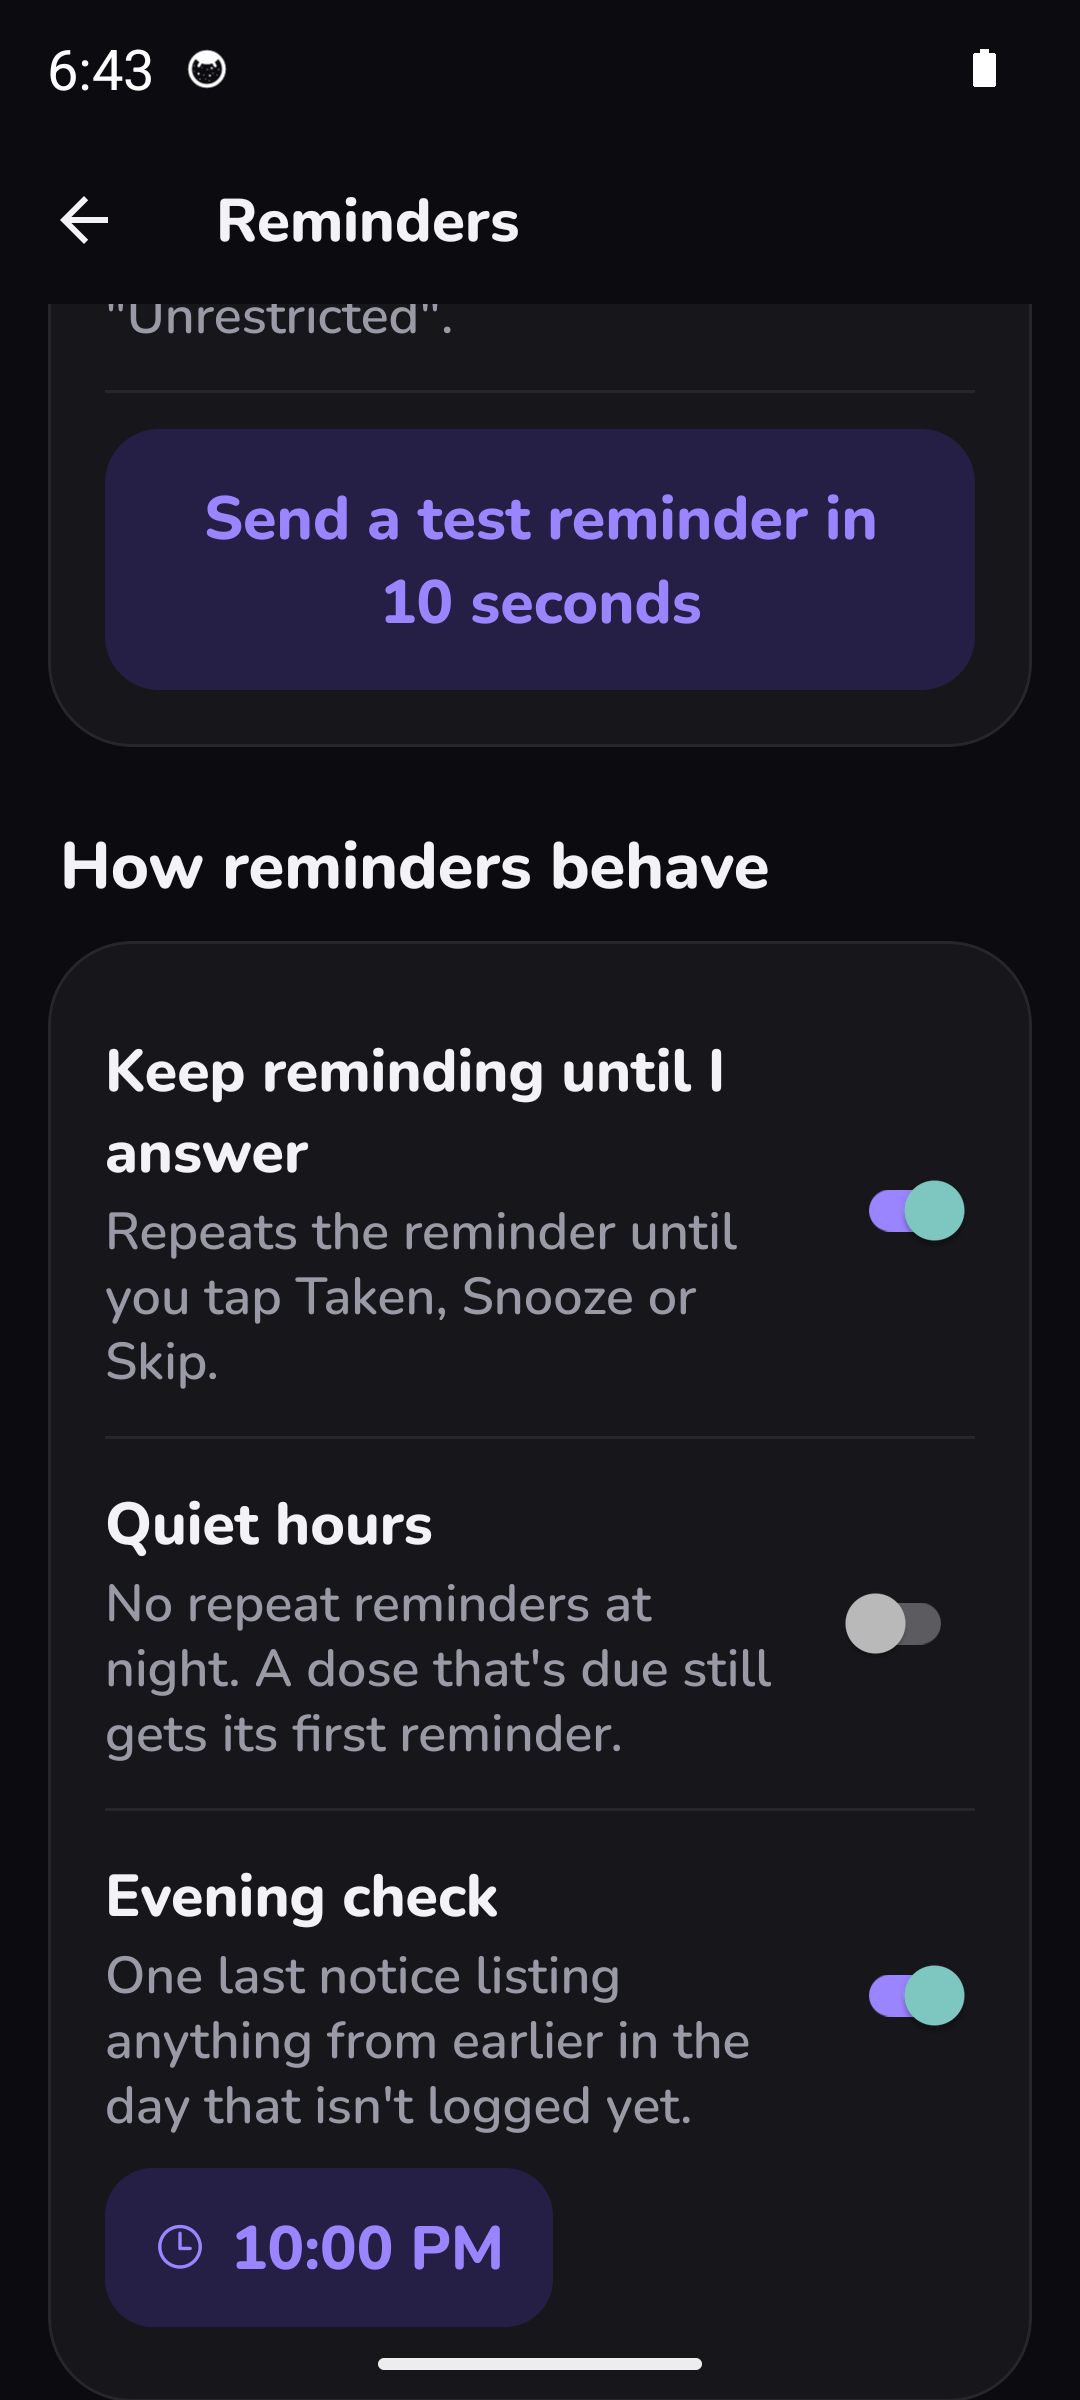 6:43
Reminders
"Unrestricted".
Send a test reminder in
10 seconds
How reminders behave
Keep reminding until I
answer
Repeats the reminder until
you tap Taken, Snooze or
Skip.
Quiet hours
No repeat reminders at
night. A dose that's due still
gets its first reminder.
Evening check
One last notice listing
anything from earlier in the
day that isn't logged yet.
10:00 PM